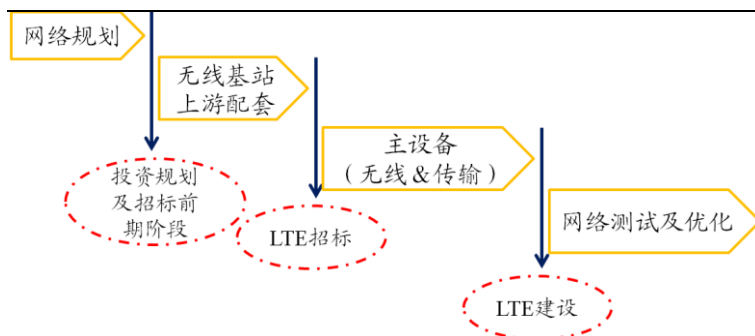 网络规划
无线基站
上游配套
主设备
（无线&传输）
投资规划
及招标前
期阶段
LTE招标
网络测试及优化
LTE建设